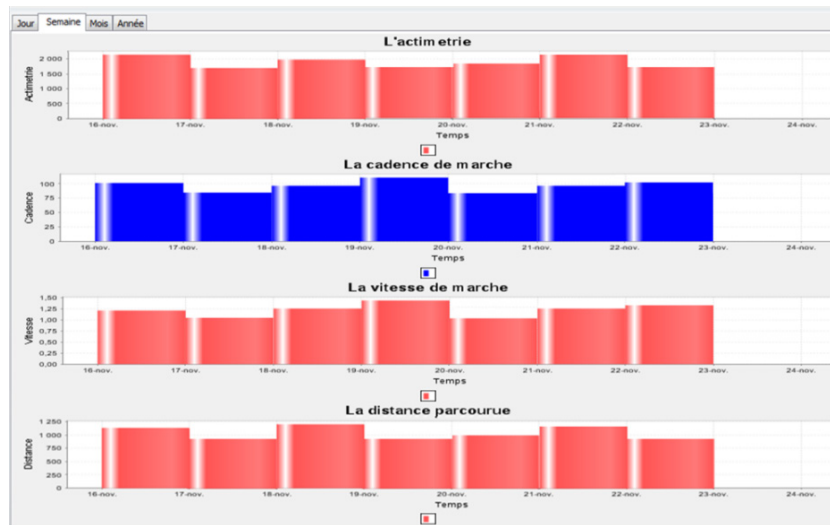 Jour Semaine Mois Année
L'actimetrie
Actimetrie
2 000
1 500
1 000
500
0
16-nov. 17-nov. 18-nov. 19-nov. 20-nov. 21-nov. 22-nov. 23-nov. 24-nov.
Temps
La cadence de marche
Cadence
100
75
50
25
0
16-nov. 17-nov. 18-nov. 19-nov. 20-nov. 21-nov. 22-nov. 23-nov. 24-nov.
Temps
La vitesse de marche
Vitesse
1,50
1,25
1,00
0,75
0,50
0,25
0,00
16-nov. 17-nov. 18-nov. 19-nov. 20-nov. 21-nov. 22-nov. 23-nov. 24-nov.
Temps
La distance parcourue
Distance
1 250
1 000
750
500
250
0
16-nov. 17-nov. 18-nov. 19-nov. 20-nov. 21-nov. 22-nov. 23-nov. 24-nov.
Temps